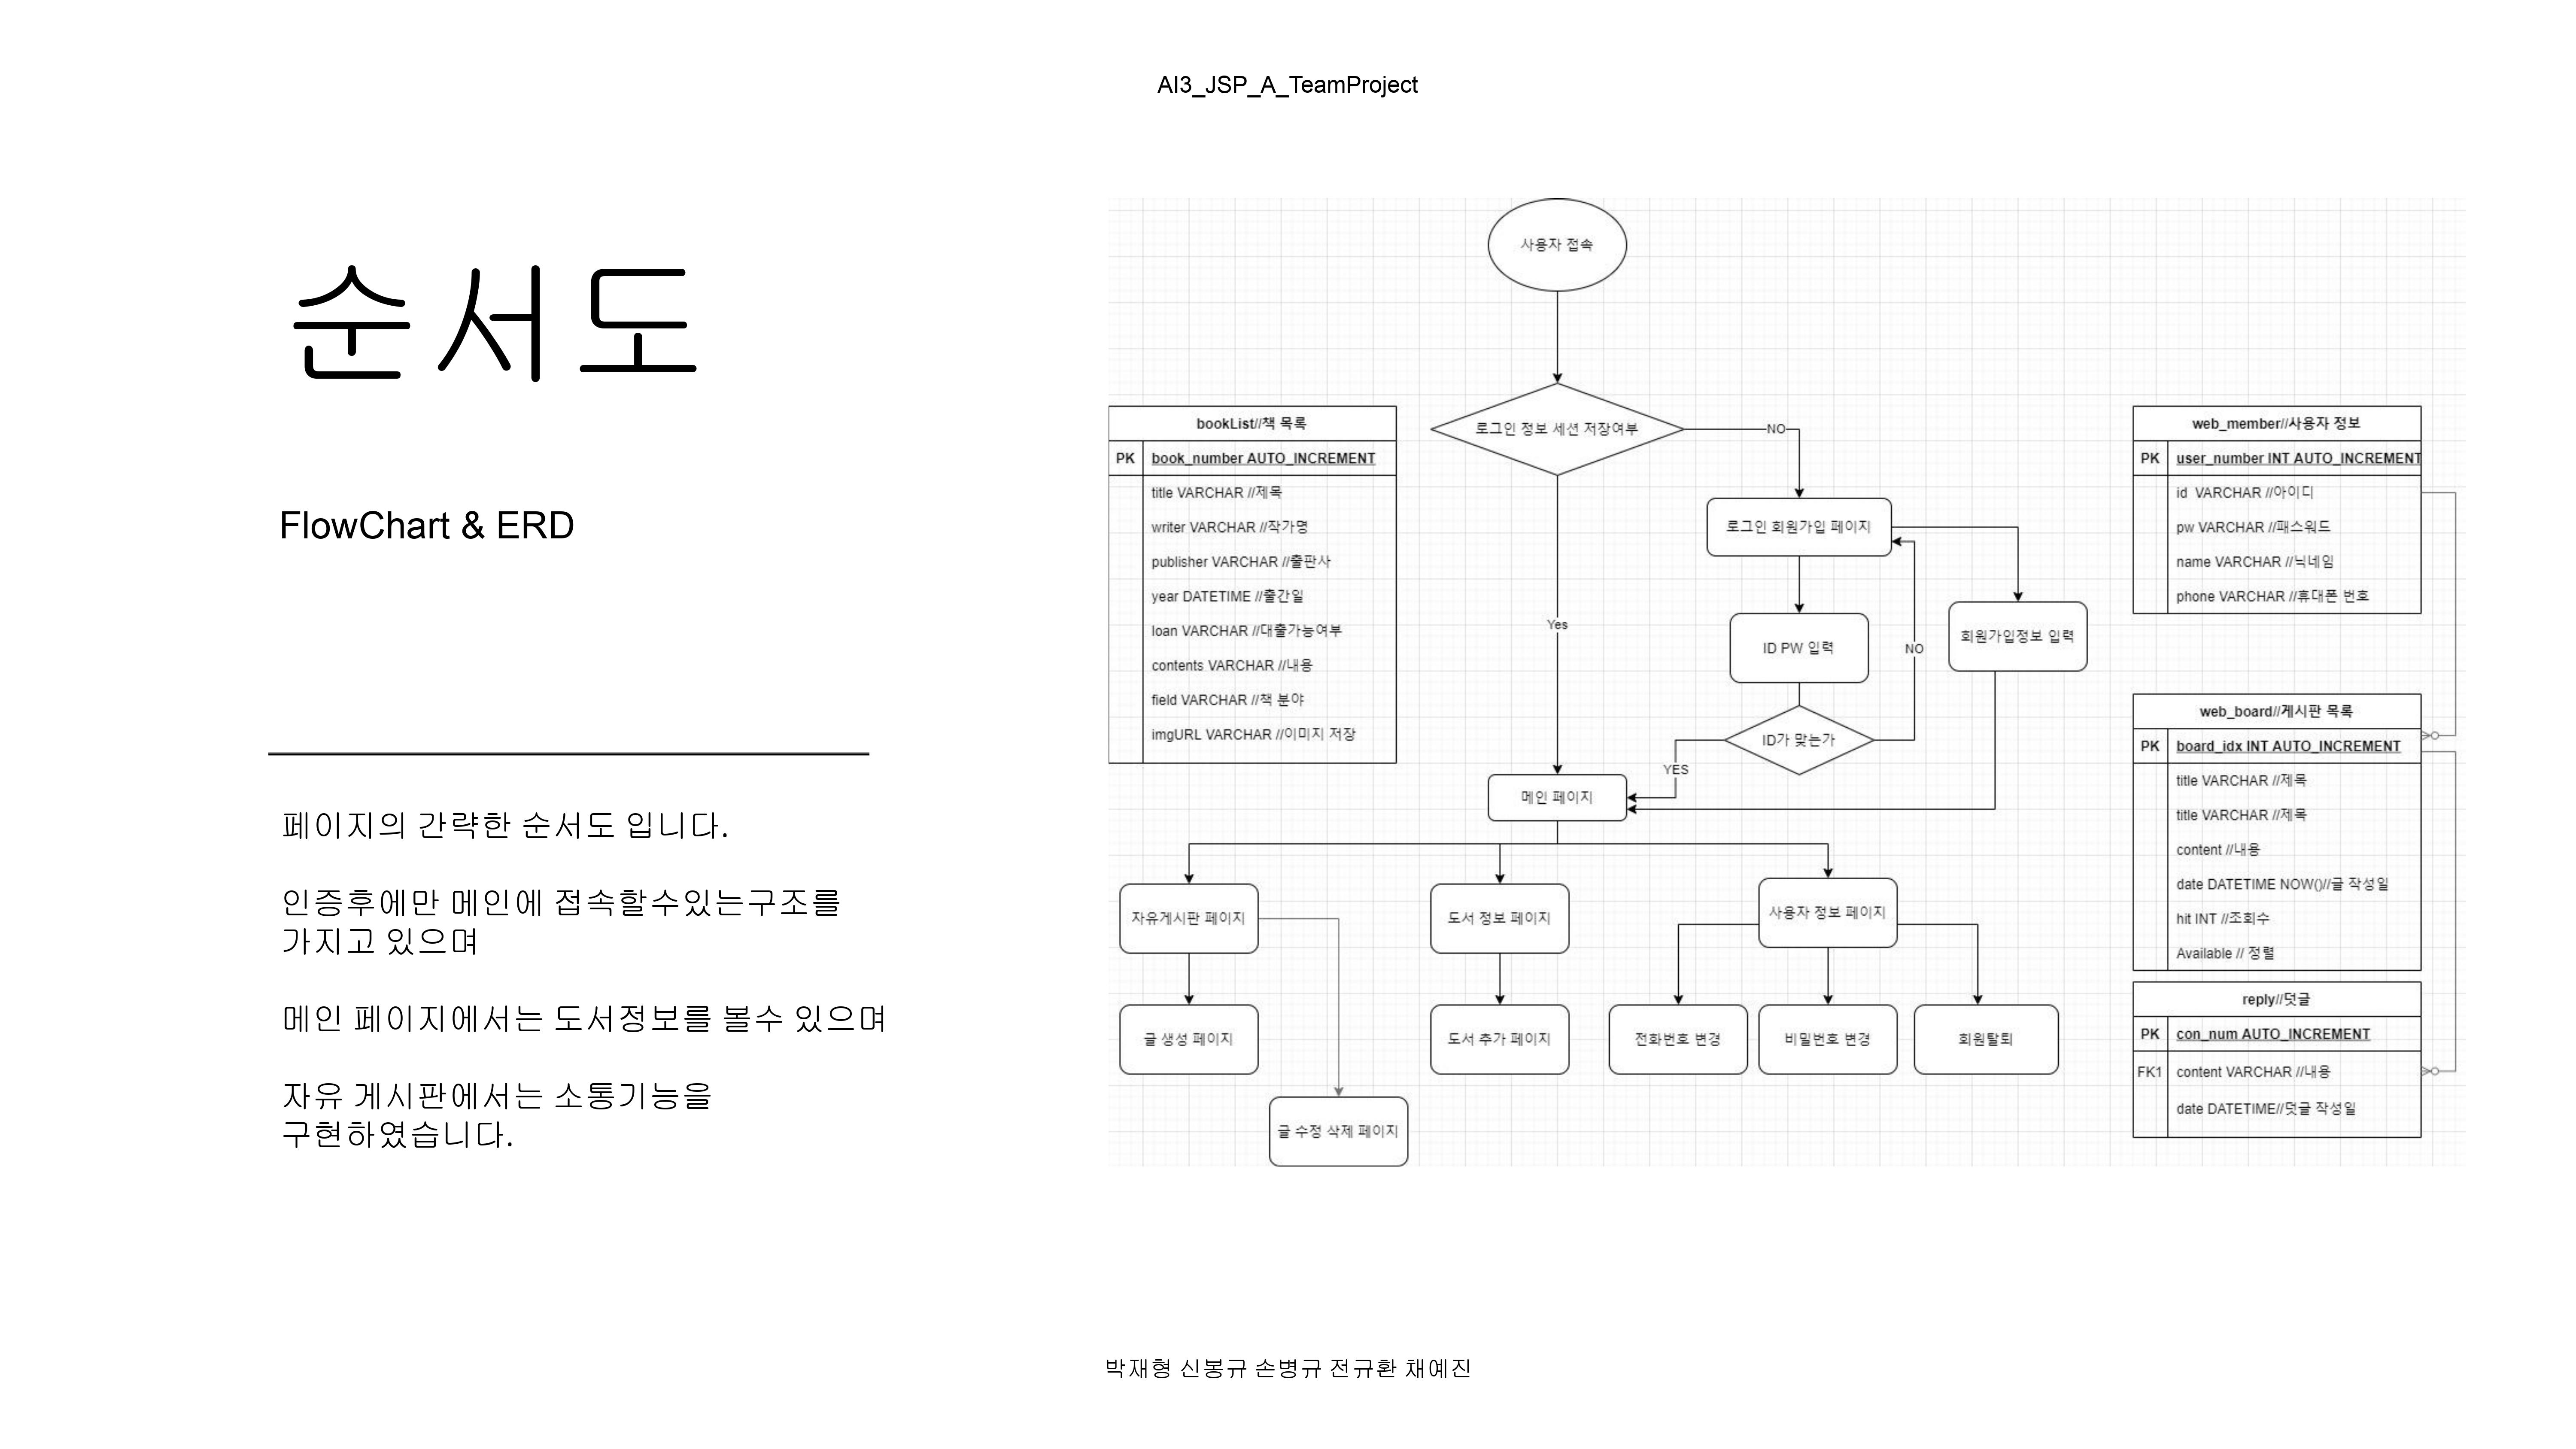 AI3_JSP_A_TeamProject
순서도
FlowChart & ERD
페이지의 간략한 순서도 입니다.
인증후에만 메인에 접속할수있는구조를
가지고 있으며
메인 페이지에서는 도서정보를 볼수 있으며
자유 게시판에서는 소통기능을
구현하였습니다.
사용자 접속
로그인 정보 세션 저장여부
NO
Yes
로그인 회원가입 페이지
ID PW 입력
NO
회원가입정보 입력
ID가 맞는가
YES
메인 페이지
자유게시판 페이지
도서 정보 페이지
사용자 정보 페이지
글 생성 페이지
도서 추가 페이지
전화번호 변경
비밀번호 변경
회원탈퇴
글 수정 삭제 페이지
bookList//책 목록
PK book_number AUTO_INCREMENT
title VARCHAR //제목
writer VARCHAR //작가명
publisher VARCHAR //출판사
year DATETIME //출간일
loan VARCHAR //대출가능여부
contents VARCHAR //내용
field VARCHAR //책 분야
imgURL VARCHAR //이미지 저장
web_member//사용자 정보
PK user_number INT AUTO_INCREMENT
id VARCHAR //아이디
pw VARCHAR //패스워드
name VARCHAR //닉네임
phone VARCHAR //휴대폰 번호
web_board//게시판 목록
PK board_idx INT AUTO_INCREMENT
title VARCHAR //제목
title VARCHAR //제목
content //내용
date DATETIME NOW()//글 작성일
hit INT //조회수
Available // 정렬
reply//덧글
PK con_num AUTO_INCREMENT
FK1 content VARCHAR //내용
date DATETIME//덧글 작성일
박재형 신봉규 손병규 전규환 채예진